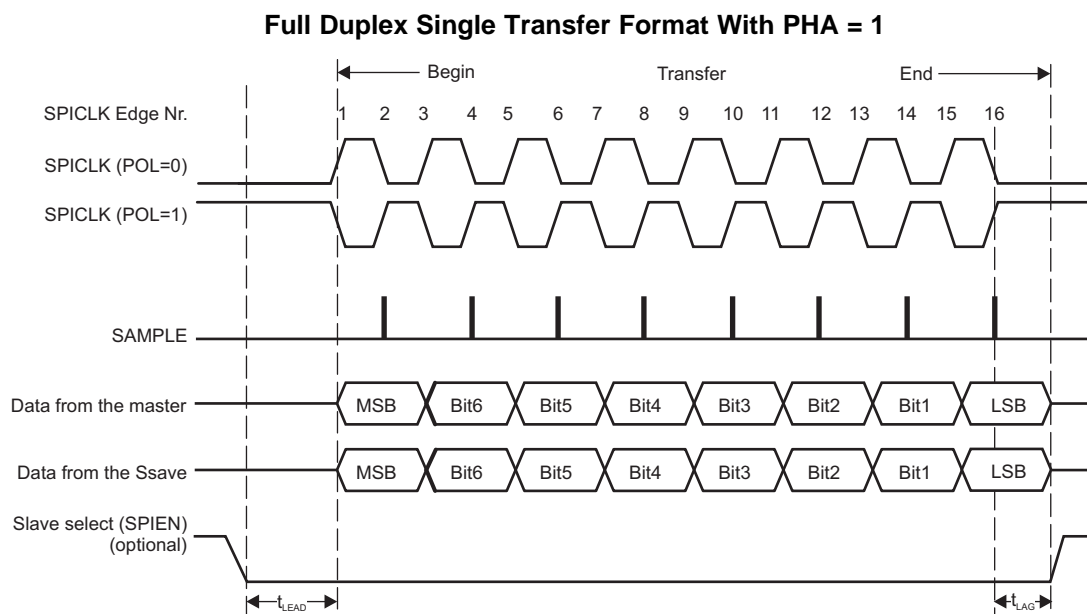 Full Duplex Single Transfer Format With PHA = 1
Begin Transfer End
SPICLK Edge Nr. 1 2 3 4 5 6 7 8 9 10 11 12 13 14 15 16
SPICLK (POL=0)
SPICLK (POL=1)
SAMPLE
Data from the master MSB Bit6 Bit5 Bit4 Bit3 Bit2 Bit1 LSB
Data from the Ssave MSB Bit6 Bit5 Bit4 Bit3 Bit2 Bit1 LSB
Slave select (SPIEN)
(optional)
tLEAD tLAG